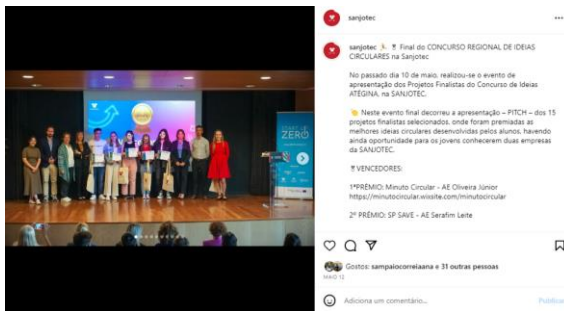 sanjotec
sanjotec Final do CONCURSO REGIONAL DE IDEIAS
CIRCULARES na Sanjotec
No passado dia 10 de maio, realizou-se o evento de
apresentação dos Projetos Finalistas do Concurso de Ideias
ATÉGINA, na SANJOTEC.
Neste evento final decorreu a apresentação – PITCH – dos 15
projetos finalistas selecionados, onde foram premiadas as
melhores ideias circulares desenvolvidas pelos alunos, havendo
ainda oportunidade para os jovens conhecerem duas empresas
da SANJOTEC.
VENCEDORES:
1ºPRÉMIO: Minuto Circular - AE Oliveira Júnior
https://minutocircular.wixsite.com/minutocircular
2º PRÉMIO: SP SAVE - AE Serafim Leite
Gostos: sampaiocorreiaana e 31 outras pessoas
MAIO 12
Adiciona um comentário...
Publicar
ZERO